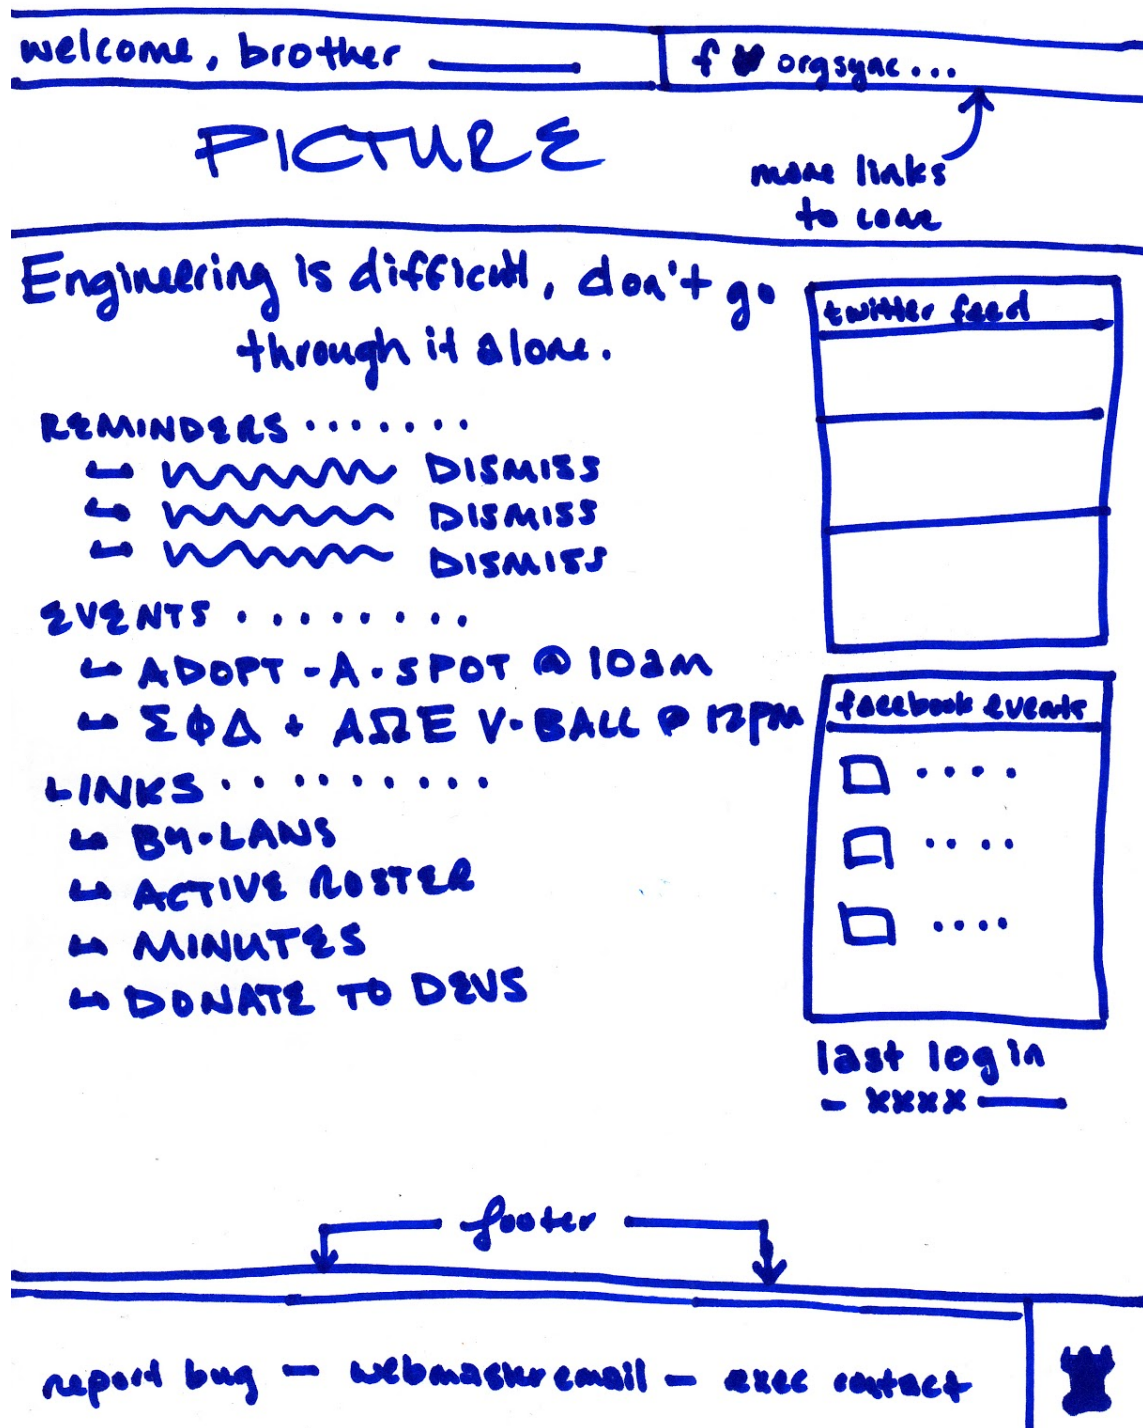 welcome, brother
f orgsync...
PICTURE
more links
to come
Engineering is difficult, don't go
through it alone.
twitter feed
REMINDERS .......
DISMISS
DISMISS
DISMISS
EVENTS ........
ADOPT-A-SPOT @ 10am
ΣΦΔ + ΑΩΕ V-BALL @ 12pm
facebook events
LINKS .........
BY-LAWS
ACTIVE ROSTER
MINUTES
DONATE TO DEVS
last login
- xxxx
footer
report bug - webmaster email - exec contact